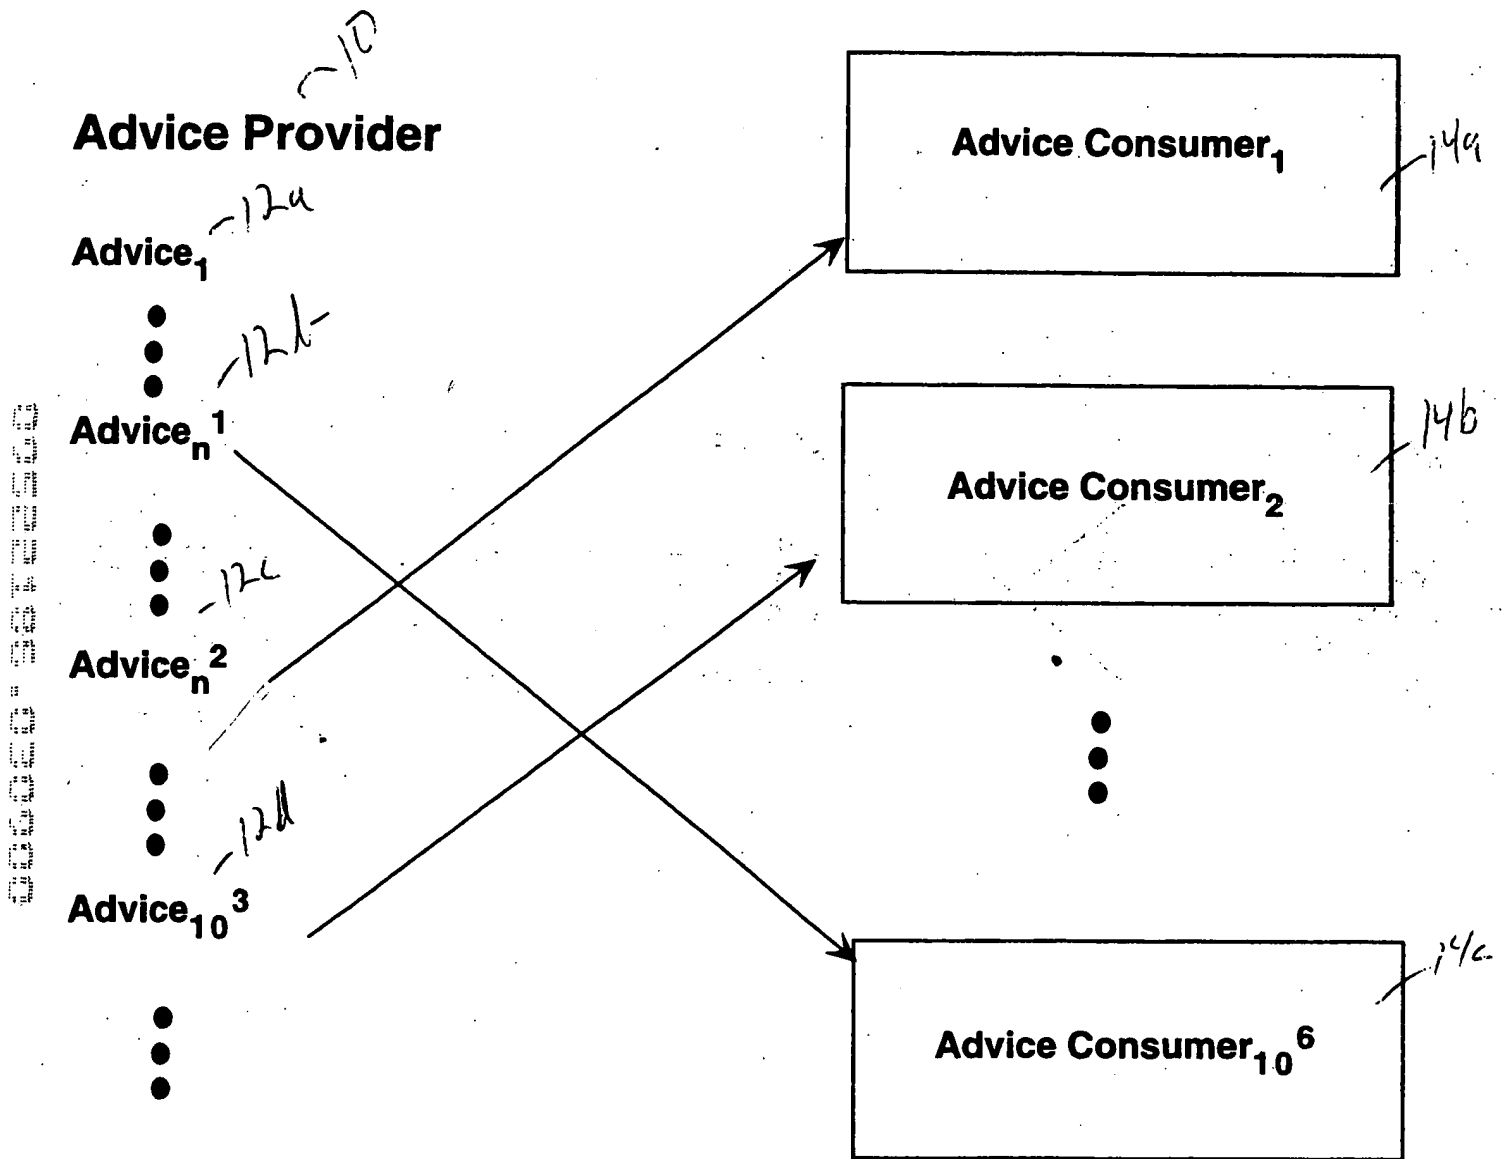 10
Advice Provider
12a
Advice₁
12b
Adviceₙ¹
12c
Adviceₙ²
12d
Advice₁₀³
Advice Consumer₁
14a
Advice Consumer₂
14b
Advice Consumer₁₀⁶
14c